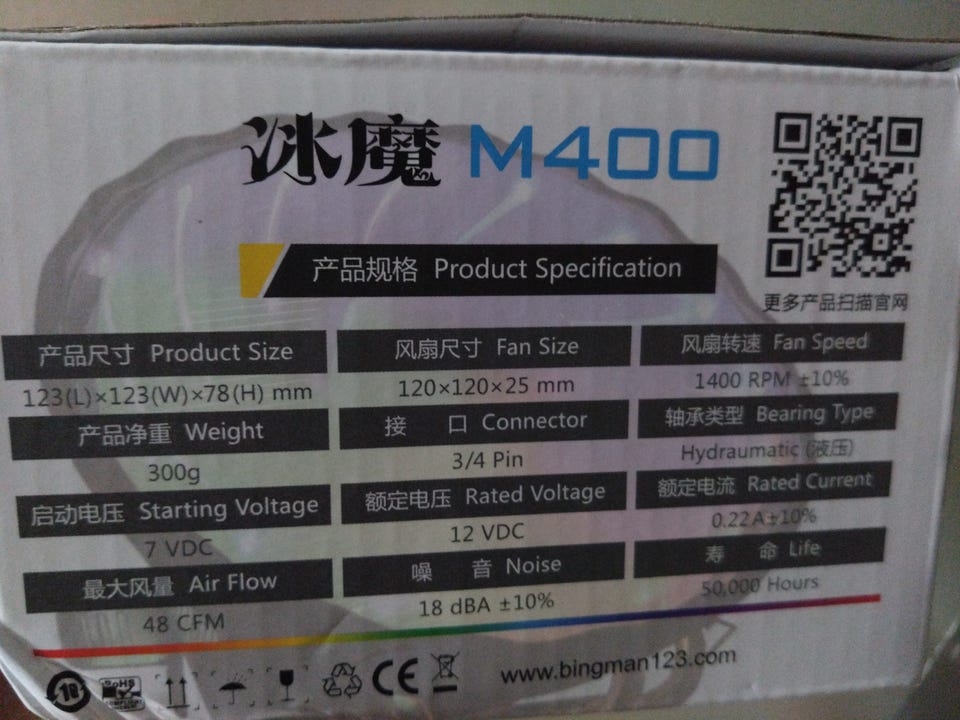 冰魔 M400
更多产品扫描官网
产品规格 Product Specification
产品尺寸 Product Size
123(L)×123(W)×78(H) mm
风扇尺寸 Fan Size
120×120×25 mm
风扇转速 Fan Speed
1400 RPM ±10%
产品净重 Weight
300g
接 口 Connector
3/4 Pin
轴承类型 Bearing Type
Hydraumatic (液压)
启动电压 Starting Voltage
7 VDC
额定电压 Rated Voltage
12 VDC
额定电流 Rated Current
0.22A±10%
最大风量 Air Flow
48 CFM
噪 音 Noise
18 dBA ±10%
寿 命 Life
50,000 Hours
10
RoHS
CE
www.bingman123.com